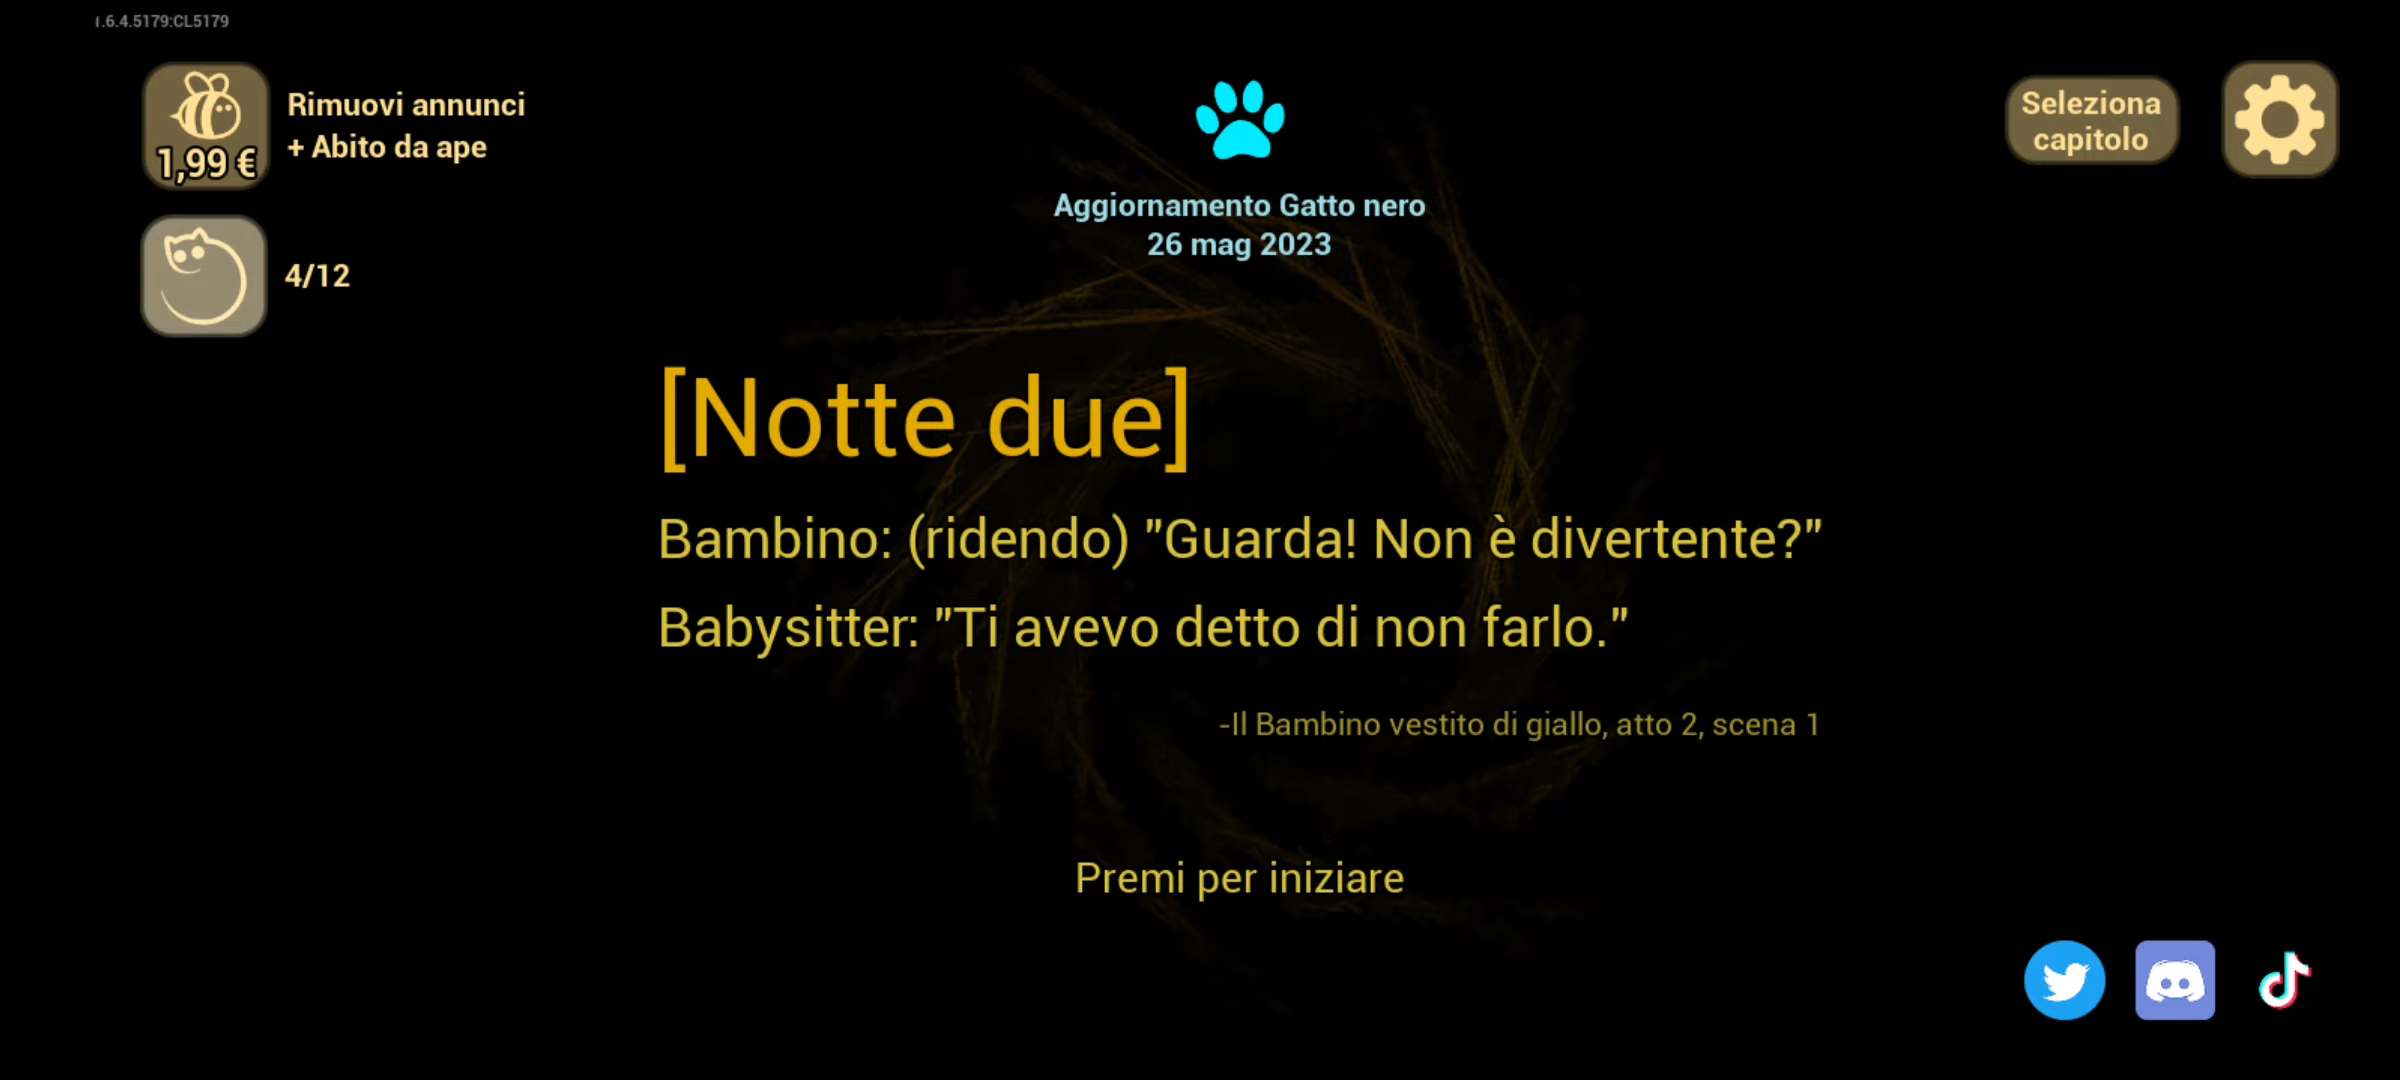 1.6.4.5179:CL5179
Rimuovi annunci
+ Abito da ape
1,99 €
4/12
Aggiornamento Gatto nero
26 mag 2023
Seleziona
capitolo
[Notte due]
Bambino: (ridendo) "Guarda! Non è divertente?"
Babysitter: "Ti avevo detto di non farlo."
-Il Bambino vestito di giallo, atto 2, scena 1
Premi per iniziare